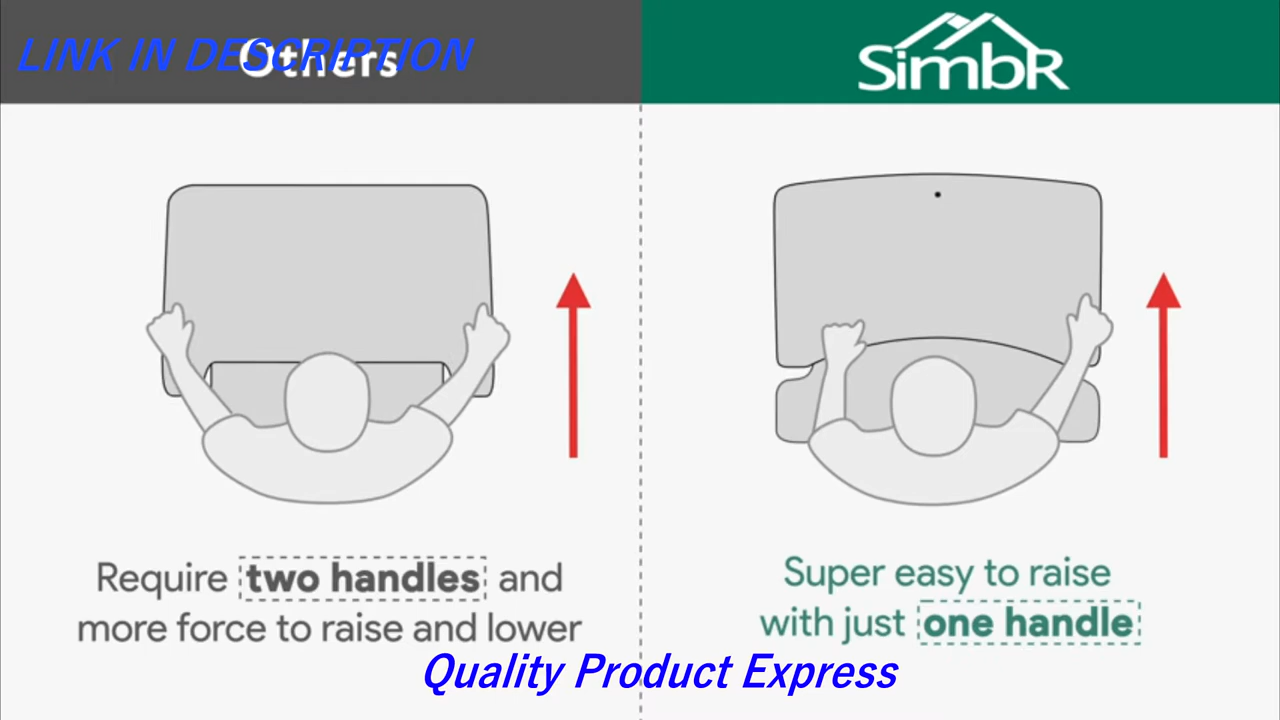 LINK IN DESCRIPTION
Others
SimbR
Require two handles and
more force to raise and lower
Super easy to raise
with just one handle
Quality Product Express